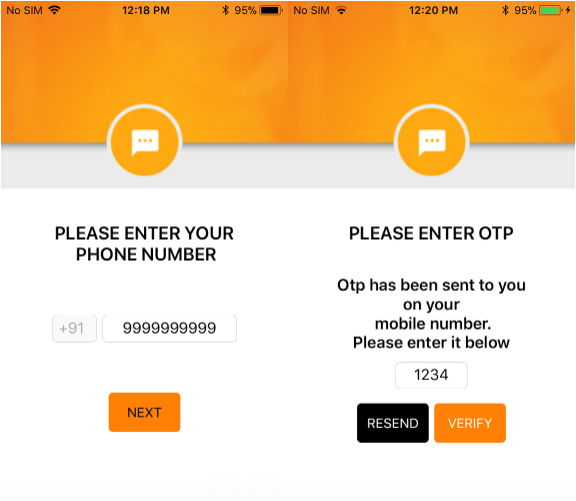 No SIM 12:18 PM 95%
PLEASE ENTER YOUR
PHONE NUMBER
+91 9999999999
NEXT
No SIM 12:20 PM 95%
PLEASE ENTER OTP
Otp has been sent to you
on your
mobile number.
Please enter it below
1234
RESEND VERIFY